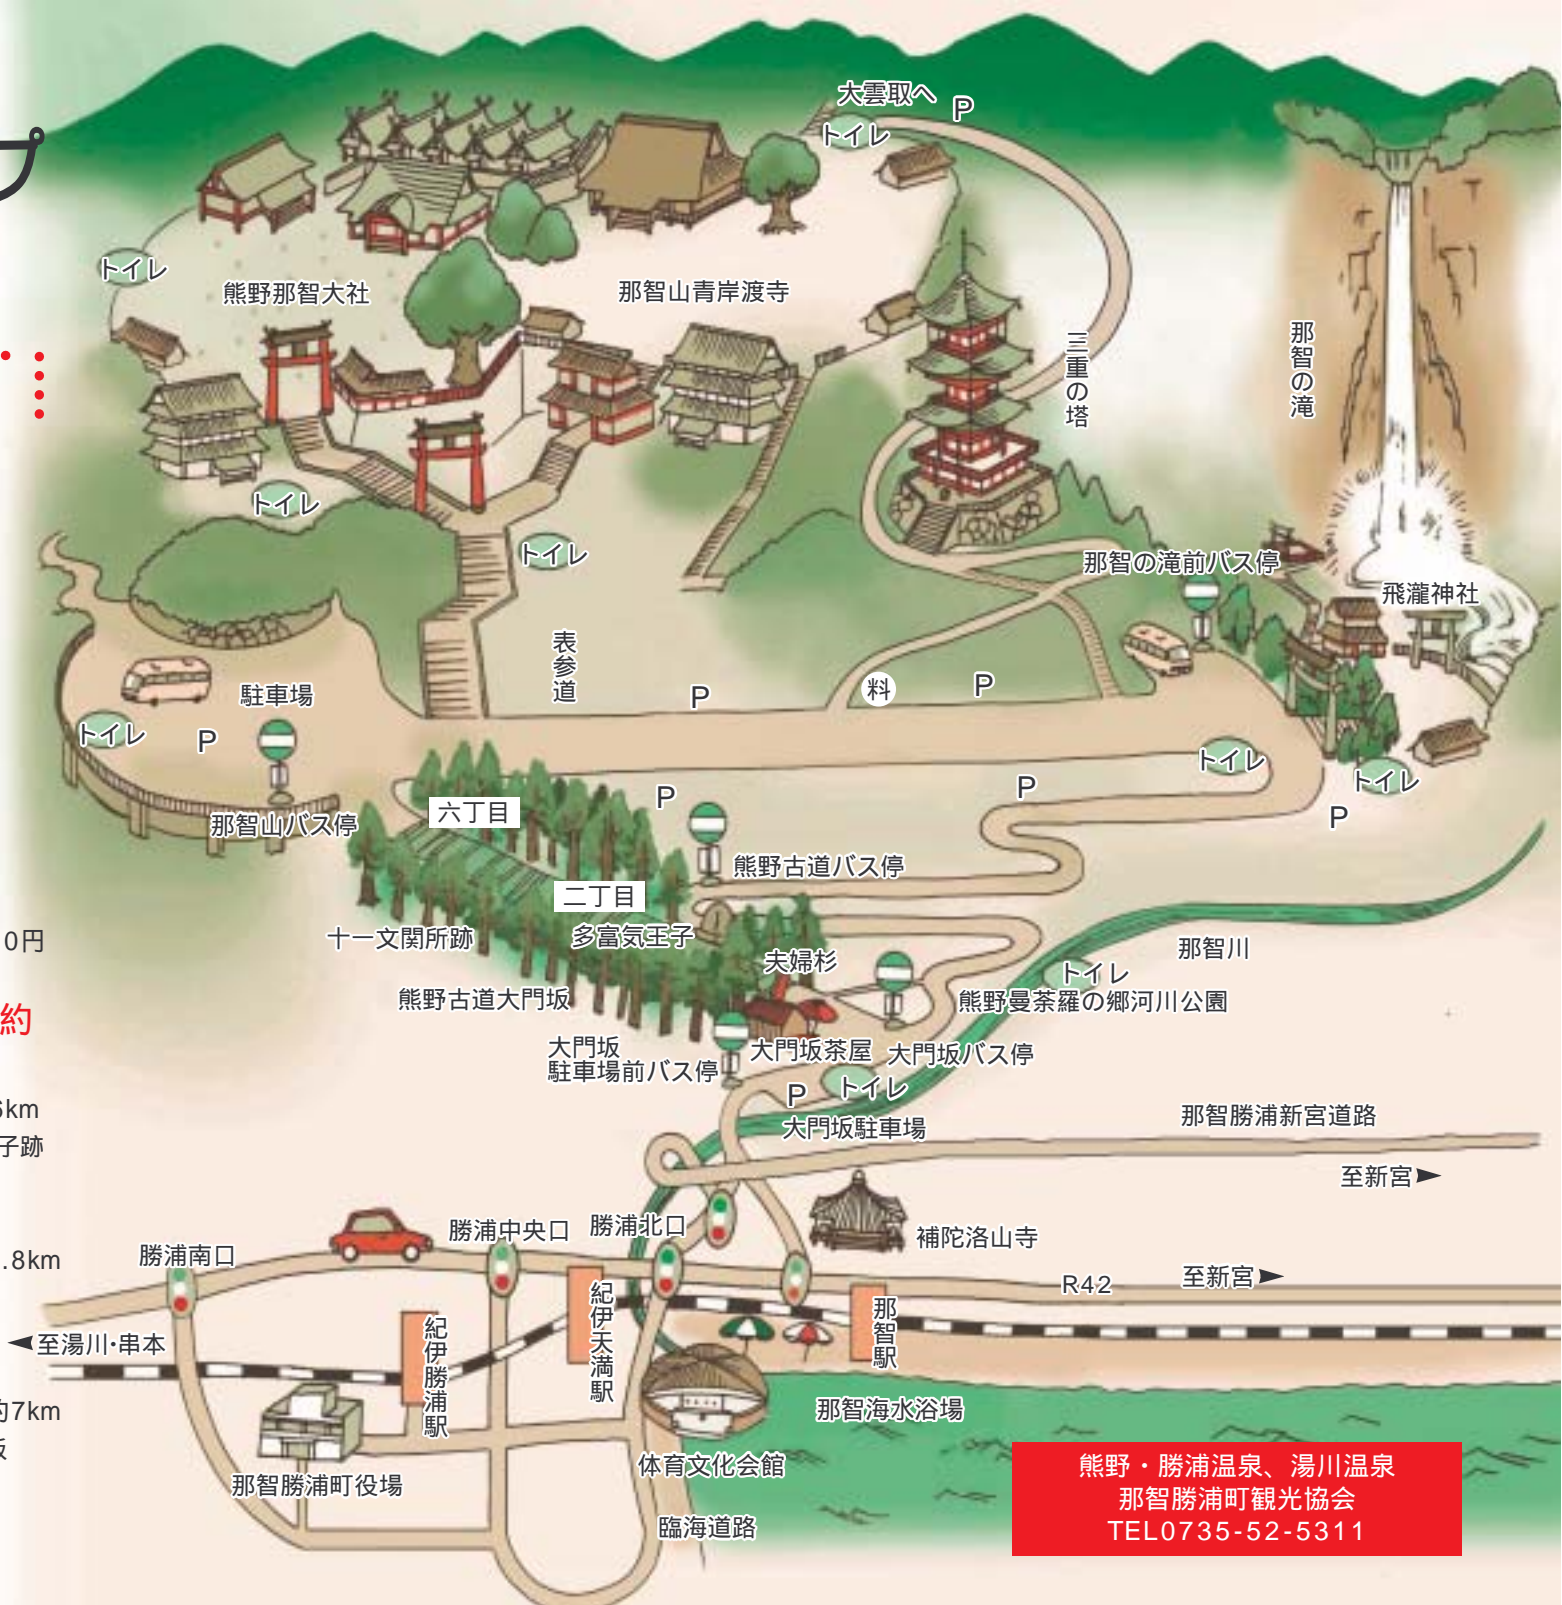 プ
大雲取へ
P
トイレ
トイレ
熊野那智大社
那智山青岸渡寺
三重の塔
那智の滝
トイレ
トイレ
那智の滝前バス停
飛瀧神社
表参道
料
P
P
駐車場
トイレ
P
トイレ
トイレ
P
P
P
六丁目
那智山バス停
熊野古道バス停
二丁目
十一文関所跡
多富気王子
夫婦杉
那智川
トイレ
熊野曼荼羅の郷河川公園
熊野古道大門坂
大門坂
駐車場前バス停
大門坂茶屋
大門坂バス停
P
トイレ
大門坂駐車場
那智勝浦新宮道路
至新宮
0円
約
6km
子跡
.8km
約7km
坂
勝浦南口
勝浦中央口
勝浦北口
補陀洛山寺
R42
至新宮
至湯川・串本
紀伊勝浦駅
紀伊天満駅
那智駅
那智海水浴場
体育文化会館
那智勝浦町役場
臨海道路
熊野・勝浦温泉、湯川温泉
那智勝浦町観光協会
TEL0735-52-5311